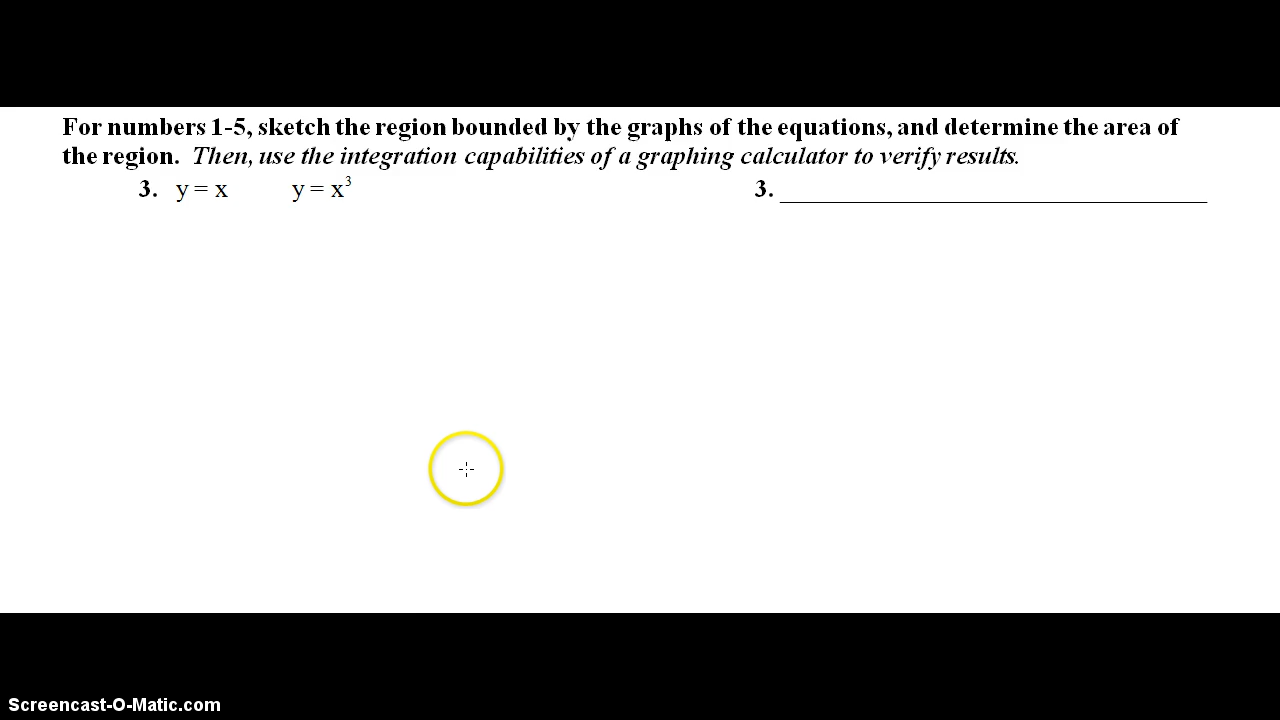 For numbers 1-5, sketch the region bounded by the graphs of the equations, and determine the area of
the region. Then, use the integration capabilities of a graphing calculator to verify results.
3. y = x y = x³ 3. ____________________
Screencast-O-Matic.com